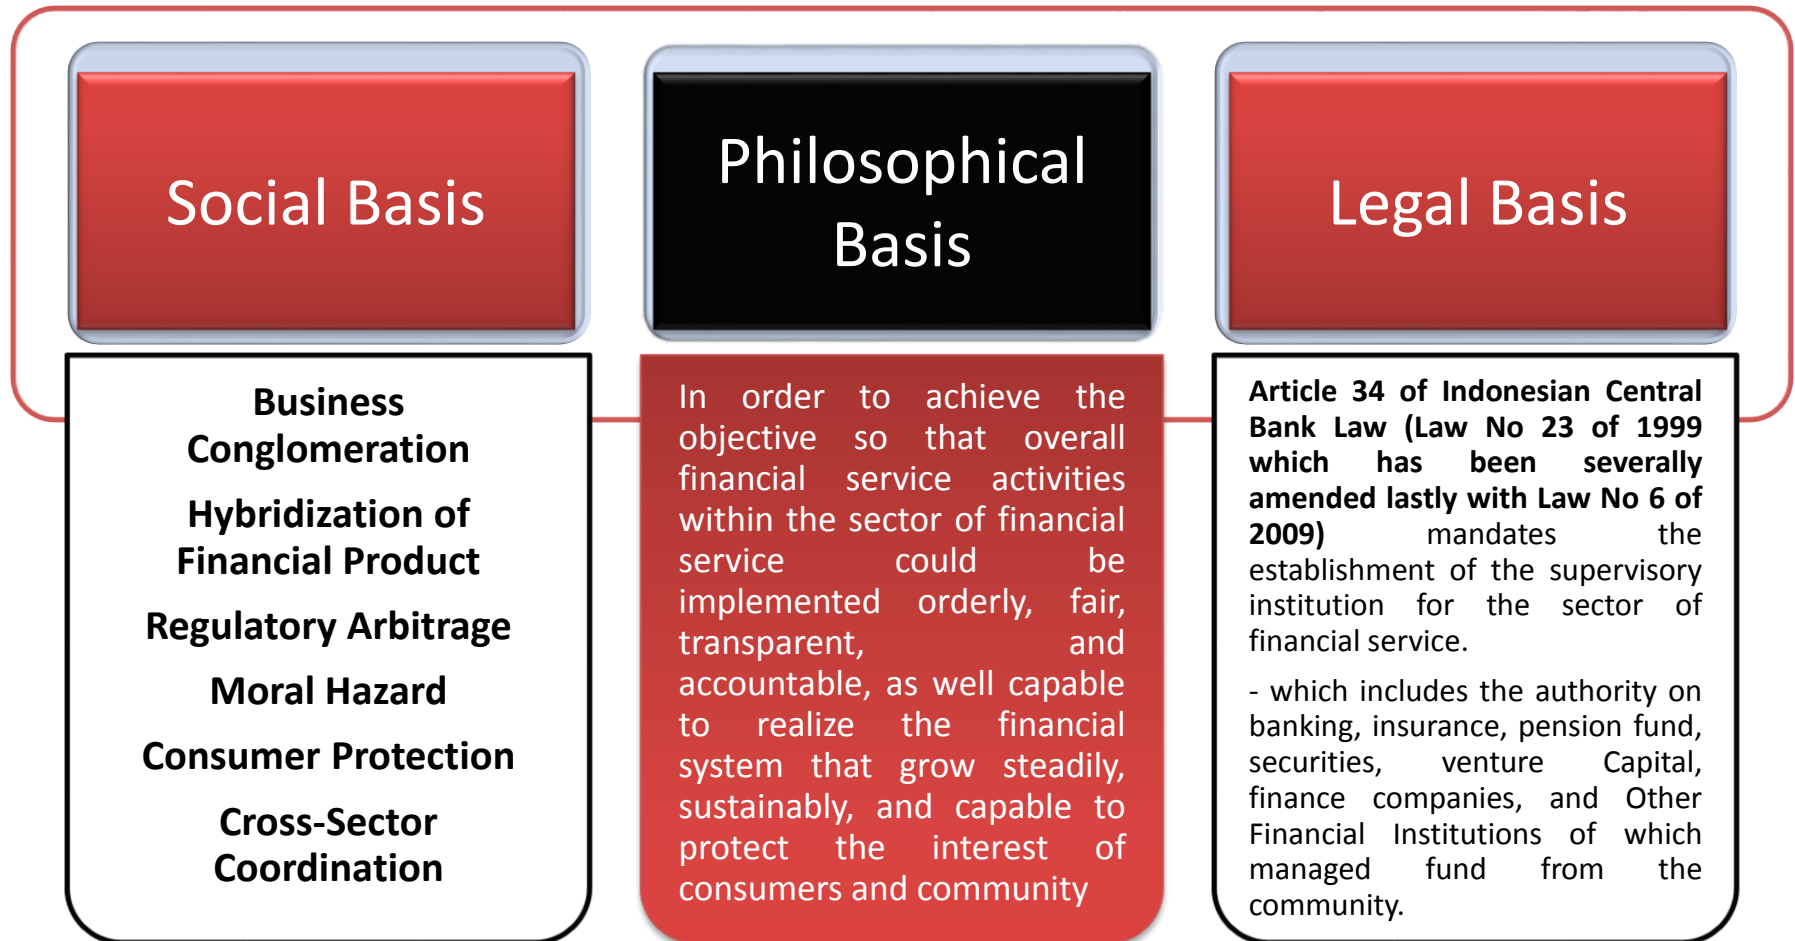 Social Basis
Business
Conglomeration
Hybridization of
Financial Product
Regulatory Arbitrage
Moral Hazard
Consumer Protection
Cross-Sector
Coordination
Philosophical
Basis
In order to achieve the
objective so that overall
financial service activities
within the sector of financial
service could be
implemented orderly, fair,
transparent, and
accountable, as well capable
to realize the financial
system that grow steadily,
sustainably, and capable to
protect the interest of
consumers and community
Legal Basis
Article 34 of Indonesian Central
Bank Law (Law No 23 of 1999
which has been severally
amended lastly with Law No 6 of
2009) mandates the
establishment of the supervisory
institution for the sector of
financial service.
- which includes the authority on
banking, insurance, pension fund,
securities, venture Capital,
finance companies, and Other
Financial Institutions of which
managed fund from the
community.